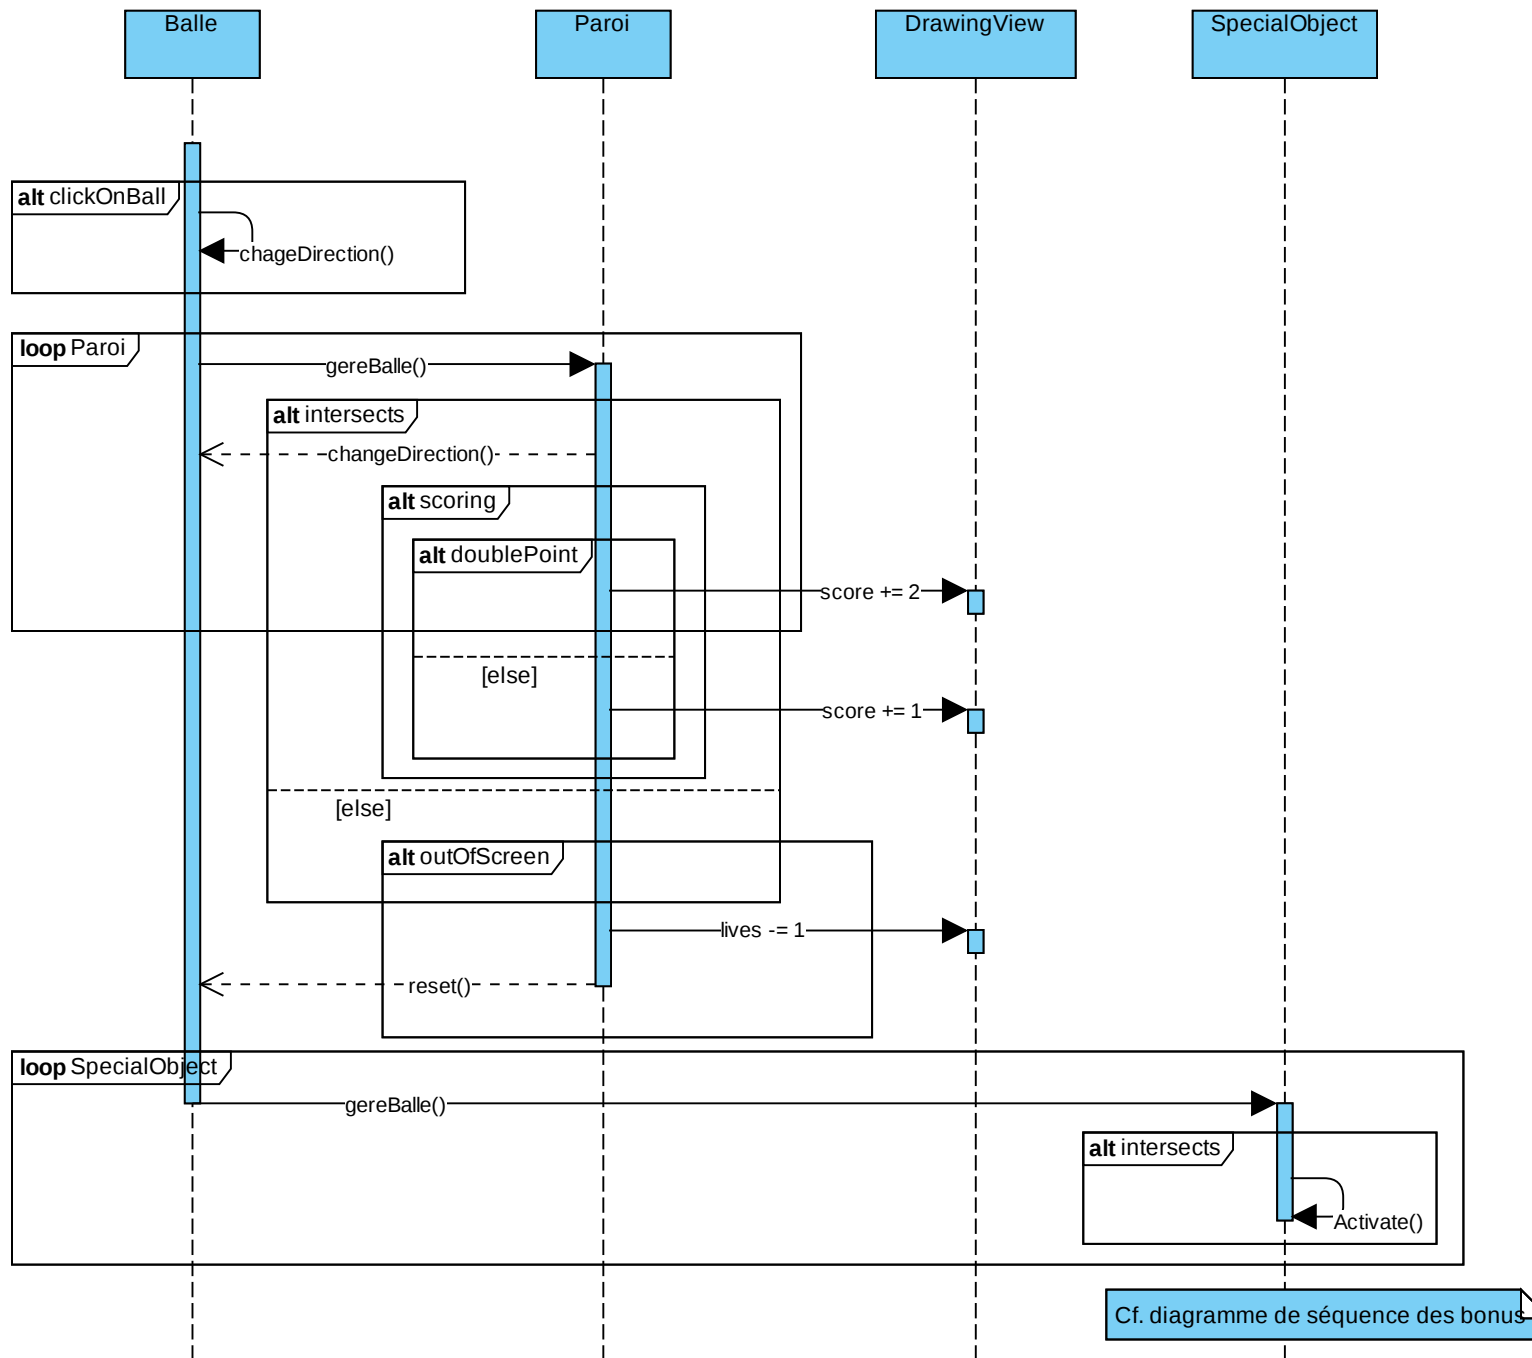 Balle
Paroi
DrawingView
SpecialObject
alt clickOnBall
chageDirection()
loop Paroi
gereBalle()
alt intersects
changeDirection()
alt scoring
alt doublePoint
score += 2
[else]
score += 1
[else]
alt outOfScreen
lives -= 1
reset()
loop SpecialObject
gereBalle()
alt intersects
Activate()
Cf. diagramme de séquence des bonus